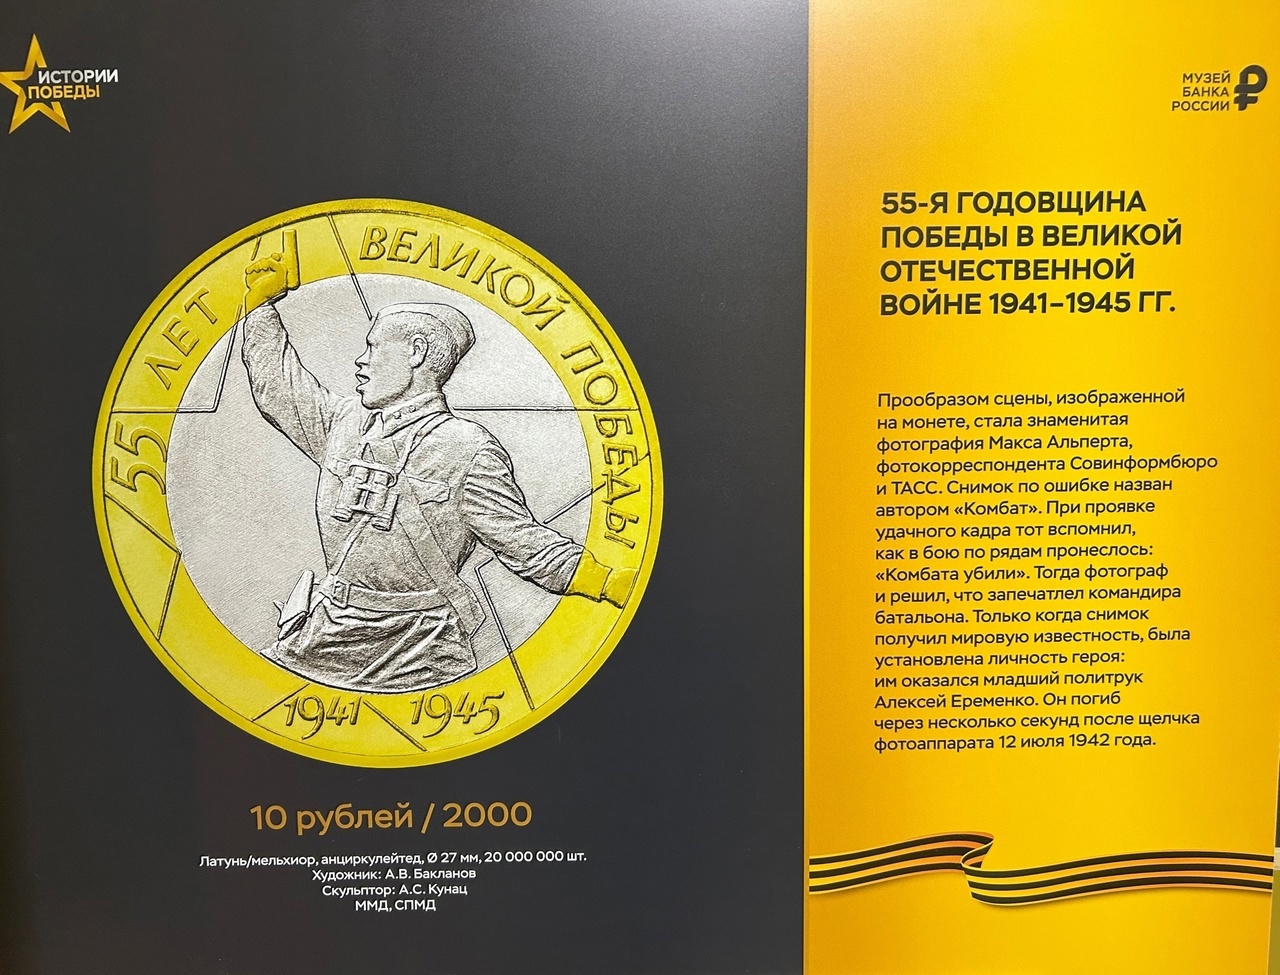 ИСТОРИИ
ПОБЕДЫ
МУЗЕЙ
БАНКА
РОССИИ
55 ЛЕТ ВЕЛИКОЙ ПОБЕДЫ
1941 1945
10 рублей / 2000
Латунь/мельхиор, анциркулейтед, Ø 27 мм, 20 000 000 шт.
Художник: А.В. Бакланов
Скульптор: А.С. Кунац
ММД, СПМД
55-Я ГОДОВЩИНА
ПОБЕДЫ В ВЕЛИКОЙ
ОТЕЧЕСТВЕННОЙ
ВОЙНЕ 1941–1945 ГГ.
Прообразом сцены, изображенной
на монете, стала знаменитая
фотография Макса Альперта,
фотокорреспондента Совинформбюро
и ТАСС. Снимок по ошибке назван
автором «Комбат». При проявке
удачного кадра тот вспомнил,
как в бою по рядам пронеслось:
«Комбата убили». Тогда фотограф
и решил, что запечатлел командира
батальона. Только когда снимок
получил мировую известность, была
установлена личность героя:
им оказался младший политрук
Алексей Еременко. Он погиб
через несколько секунд после щелчка
фотоаппарата 12 июля 1942 года.